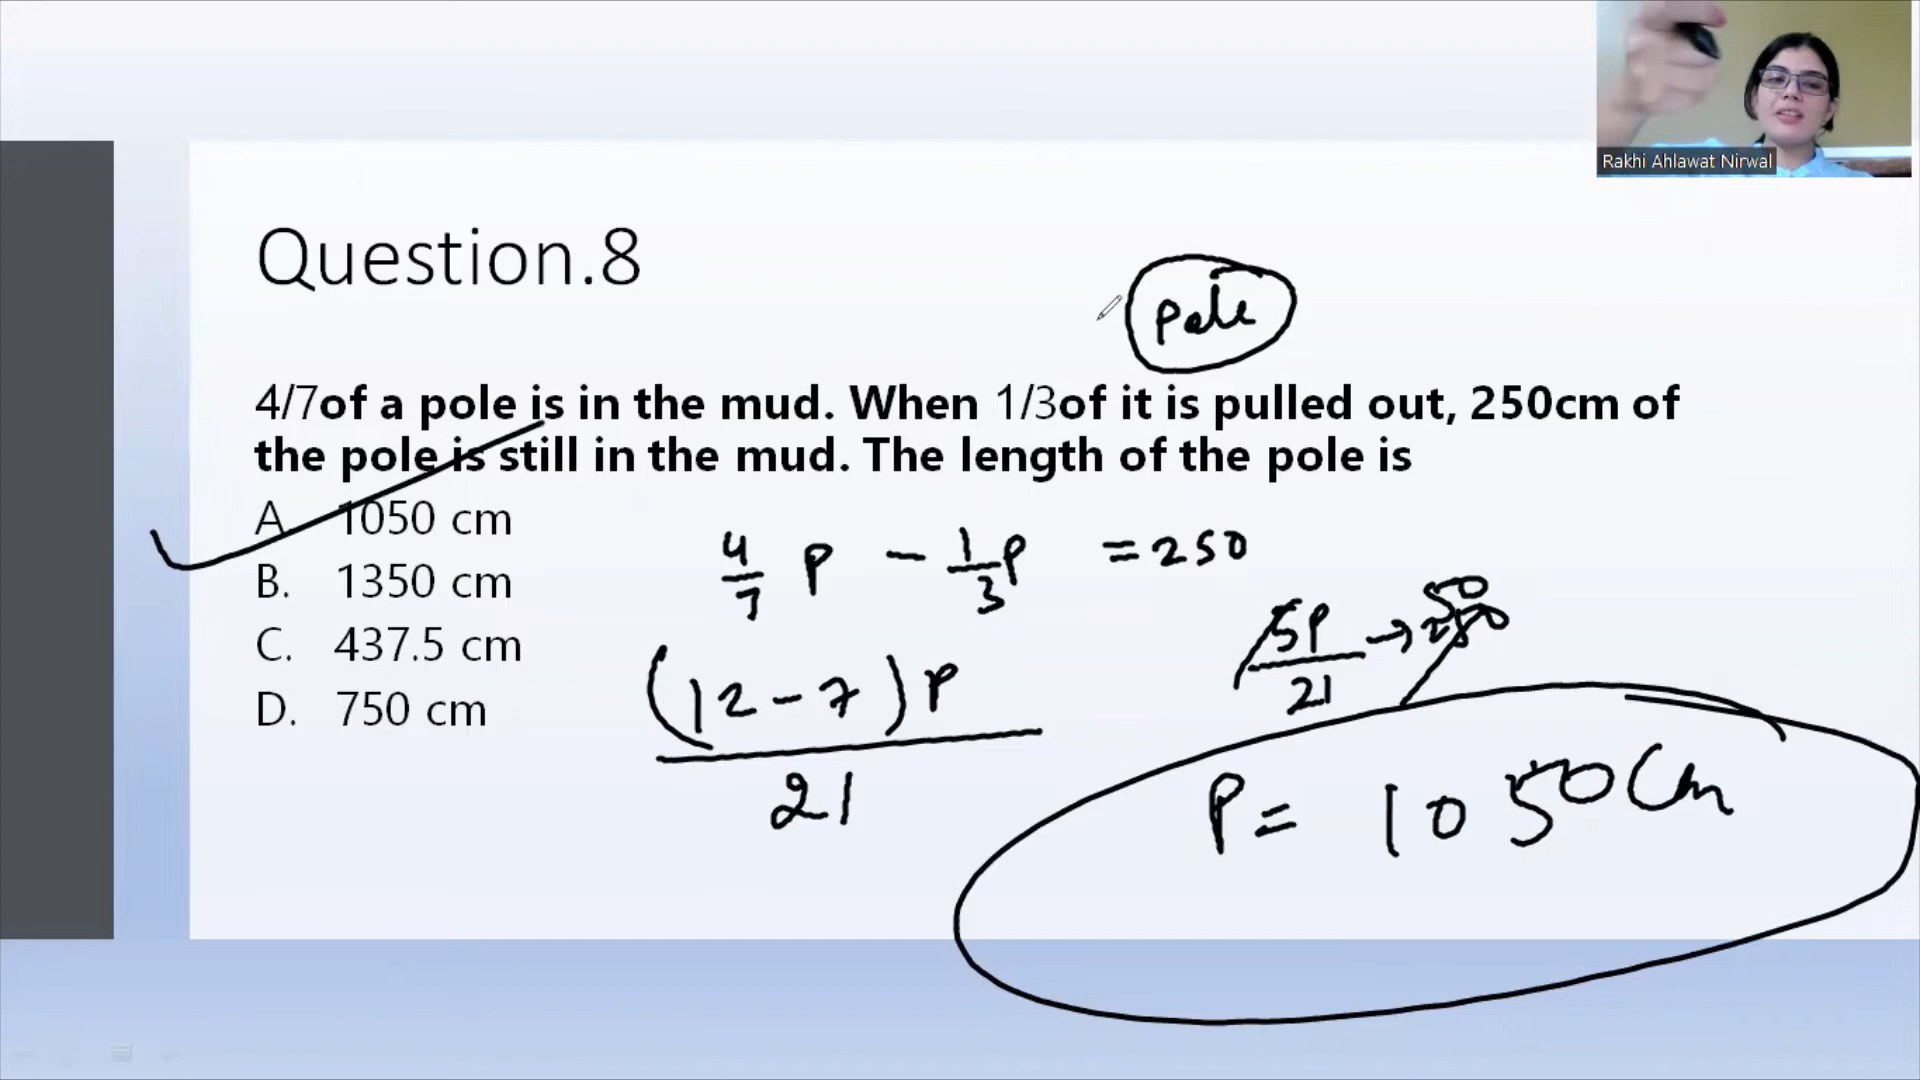 Rakhi Ahlawat Nirwal
Question.8
pole
4/7of a pole is in the mud. When 1/3of it is pulled out, 250cm of
the pole is still in the mud. The length of the pole is
A. 1050 cm
B. 1350 cm
C. 437.5 cm
D. 750 cm
4/7 P - 1/3 P = 250
(12-7)P
21
5P/21 → 250
50
P = 1050 Cm